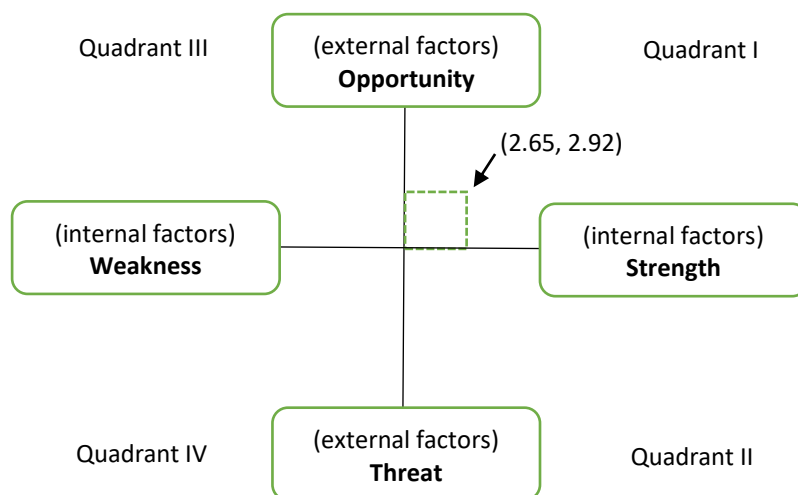 Quadrant III
(external factors)
Opportunity
Quadrant I
(2.65, 2.92)
(internal factors)
Weakness
(internal factors)
Strength
Quadrant IV
(external factors)
Threat
Quadrant II